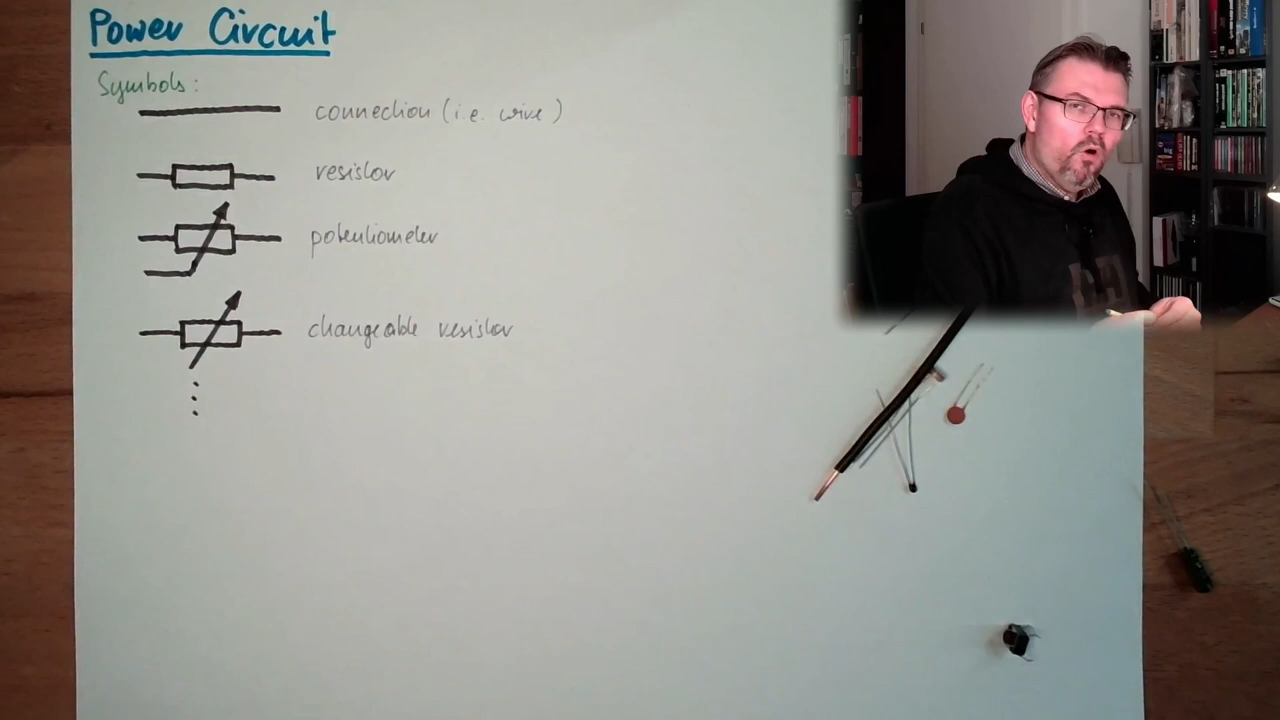 Power Circuit
Symbols:
connection (i.e. wire)
resistor
potentiometer
changeable resistor